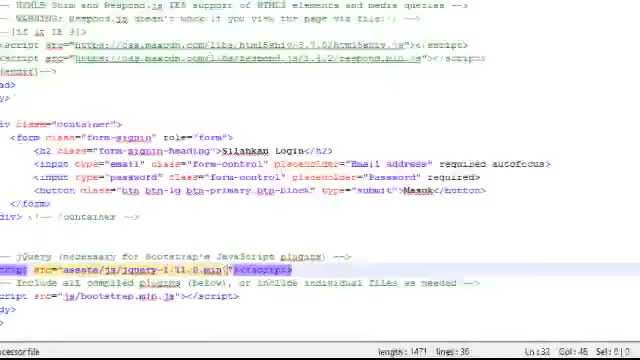 -- HTML5 Shim and Respond.js IE8 support of HTML5 elements and media queries --
-- WARNING: Respond.js doesn't work if you view the page via file:// -->
--[if lt IE 9]>
<script src="https://oss.maxcdn.com/libs/html5shiv/3.7.0/html5shiv.js"></script>
<script src="https://oss.maxcdn.com/libs/respond.js/1.4.2/respond.min.js"></script>
[endif]-->
ead>
y>
iv class="container">
<form class="form-signin" role="form">
<h2 class="form-signin-heading">Silahkan Login</h2>
<input type="email" class="form-control" placeholder="Email address" required autofocus>
<input type="password" class="form-control" placeholder="Password" required>
<button class="btn btn-lg btn-primary btn-block" type="submit">Masuk</button>
</form>
div> <!-- /container -->
-- jQuery (necessary for Bootstrap's JavaScript plugins) -->
cript src="assets/js/jquery-1.11.0.min"></script>
-- Include all compiled plugins (below), or include individual files as needed --
cript src="js/bootstrap.min.js"></script>
dy>
>
ocessor file length : 1471 lines : 36 Ln : 32 Col : 46 Sel : 0 | 0